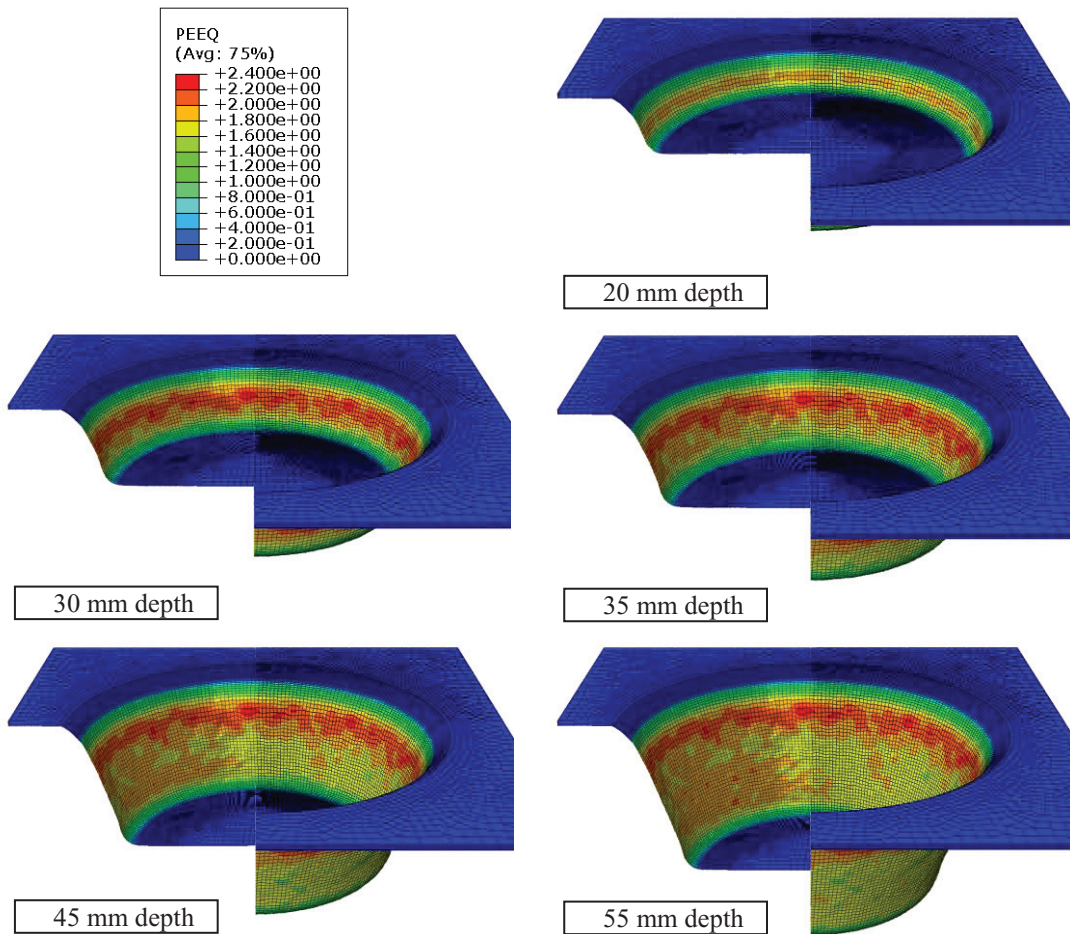 PEEQ
(Avg: 75%)
+2.400e+00
+2.200e+00
+2.000e+00
+1.800e+00
+1.600e+00
+1.400e+00
+1.200e+00
+1.000e+00
+8.000e-01
+6.000e-01
+4.000e-01
+2.000e-01
+0.000e+00
20 mm depth
30 mm depth
35 mm depth
45 mm depth
55 mm depth